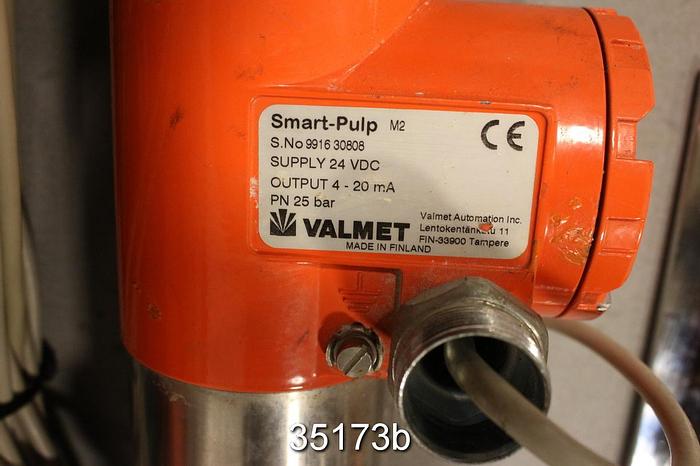 Smart-Pulp M2
S.No 9916 30808
SUPPLY 24 VDC
OUTPUT 4 - 20 mA
PN 25 bar
VALMET
MADE IN FINLAND
Valmet Automation Inc.
Lentokentänkatu 11
FIN-33900 Tampere
CE
35173b